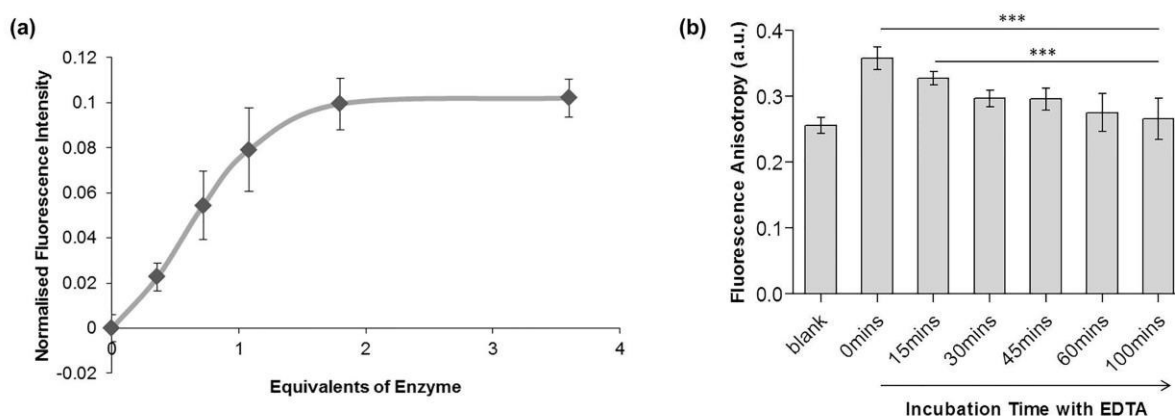 (a)
Normalised Fluorescence Intensity
0.12
0.1
0.08
0.06
0.04
0.02
0
-0.02
0
1
2
3
4
Equivalents of Enzyme
(b)
Fluorescence Anisotropy (a.u.)
0.4
0.3
0.2
0.1
0.0
***
***
blank
0mins
15mins
30mins
45mins
60mins
100mins
Incubation Time with EDTA